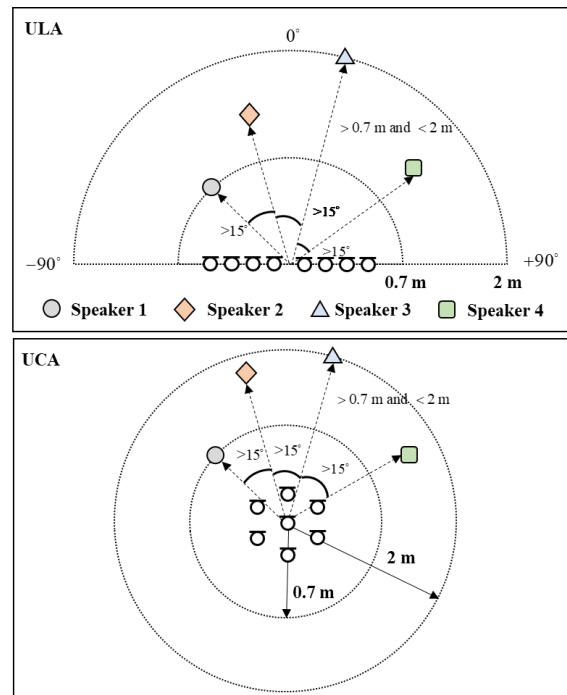 ULA
0°
> 0.7 m and < 2 m
>15°
>15°
>15°
−90°
+90°
0.7 m
2 m
Speaker 1
Speaker 2
Speaker 3
Speaker 4
UCA
> 0.7 m and < 2 m
>15°
>15°
>15°
2 m
0.7 m